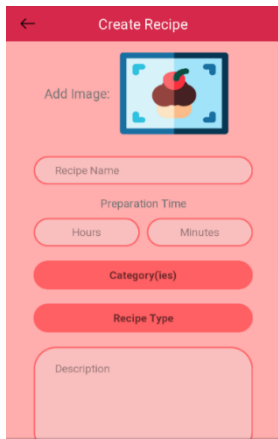 Create Recipe
Add Image:
Recipe Name
Preparation Time
Hours Minutes
Category(ies)
Recipe Type
Description